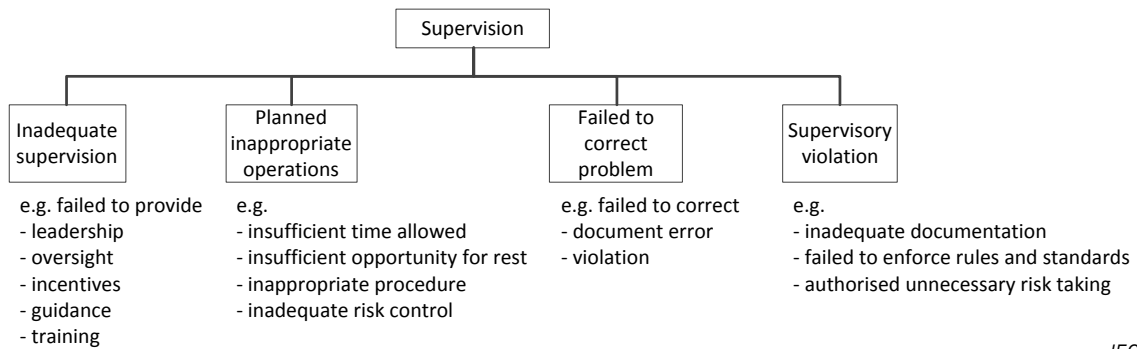 Supervision
Inadequate
supervision
Planned
inappropriate
operations
Failed to
correct
problem
Supervisory
violation
e.g. failed to provide
- leadership
- oversight
- incentives
- guidance
- training
e.g.
- insufficient time allowed
- insufficient opportunity for rest
- inappropriate procedure
- inadequate risk control
e.g. failed to correct
- document error
- violation
e.g.
- inadequate documentation
- failed to enforce rules and standards
- authorised unnecessary risk taking